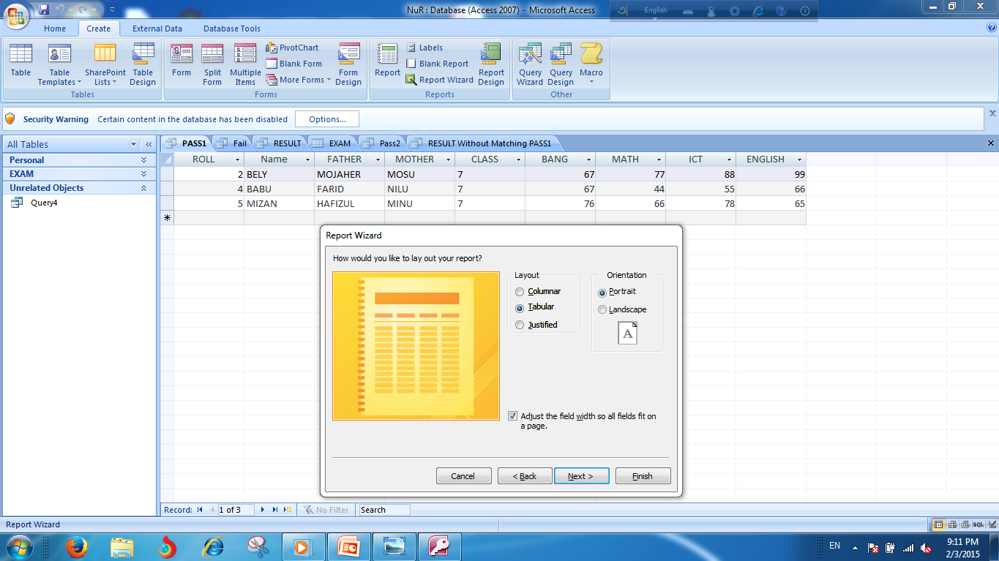 NuR : Database (Access 2007) - Microsoft Access
English
Home Create External Data Database Tools
Table
Table Templates
SharePoint Lists
Table Design
Tables
Form
Split Form
Multiple Items
PivotChart
Blank Form
More Forms
Form Design
Forms
Report
Labels
Blank Report
Report Wizard
Report Design
Reports
Query Wizard
Query Design
Macro
Other
Security Warning Certain content in the database has been disabled Options...
All Tables
Personal
EXAM
Unrelated Objects
Query4
PASS1 Fail RESULT EXAM Pass2 RESULT Without Matching PASS1
ROLL Name FATHER MOTHER CLASS BANG MATH ICT ENGLISH
2 BELY MOJAHER MOSU 7 67 77 88 99
4 BABU FARID NILU 7 67 44 55 66
5 MIZAN HAFIZUL MINU 7 76 66 78 65
Report Wizard
How would you like to lay out your report?
Layout
Columnar
Tabular
Justified
Orientation
Portrait
Landscape
A
Adjust the field width so all fields fit on
a page.
Cancel < Back Next > Finish
Record: 1 of 3 No Filter Search
Report Wizard
SQL
EN
9:11 PM
2/3/2015